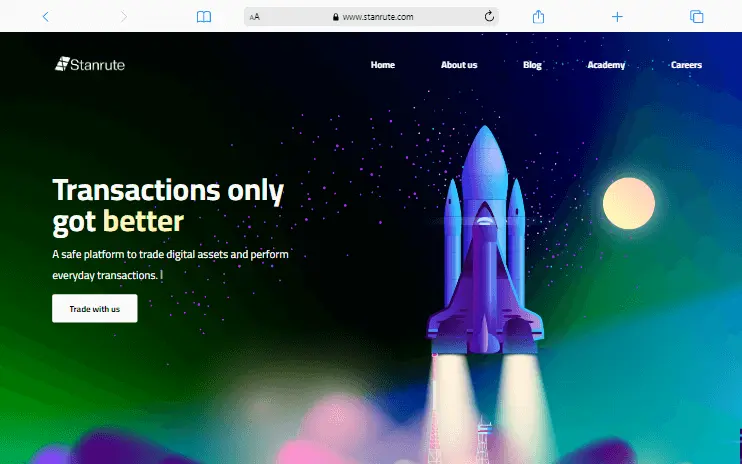 AA www.stanrute.com
Stanrute
Home About us Blog Academy Careers
Transactions only
got better
A safe platform to trade digital assets and perform
everyday transactions. |
Trade with us